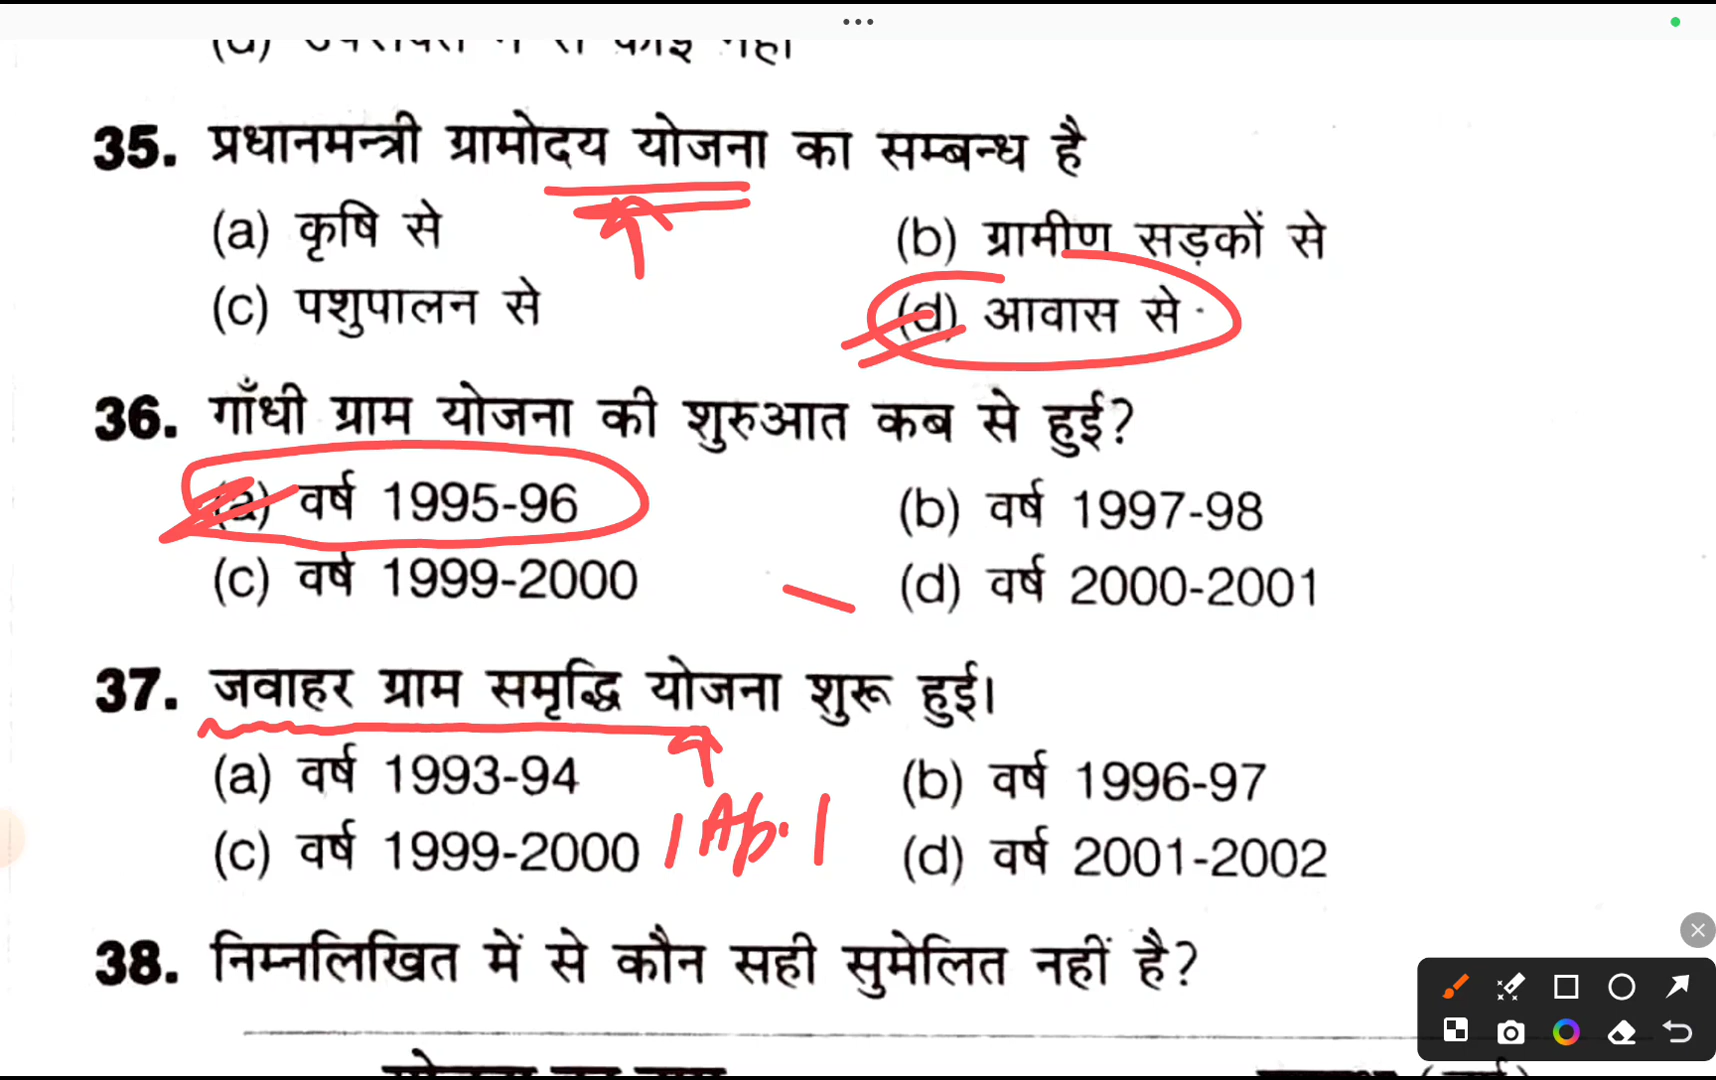 35. प्रधानमन्त्री ग्रामोदय योजना का सम्बन्ध है
(a) कृषि से (b) ग्रामीण सड़कों से
(c) पशुपालन से (d) आवास से
36. गाँधी ग्राम योजना की शुरुआत कब से हुई?
(a) वर्ष 1995-96 (b) वर्ष 1997-98
(c) वर्ष 1999-2000 (d) वर्ष 2000-2001
37. जवाहर ग्राम समृद्धि योजना शुरू हुई।
(a) वर्ष 1993-94 (b) वर्ष 1996-97
(c) वर्ष 1999-2000 (d) वर्ष 2001-2002
38. निम्नलिखित में से कौन सही सुमेलित नहीं है?